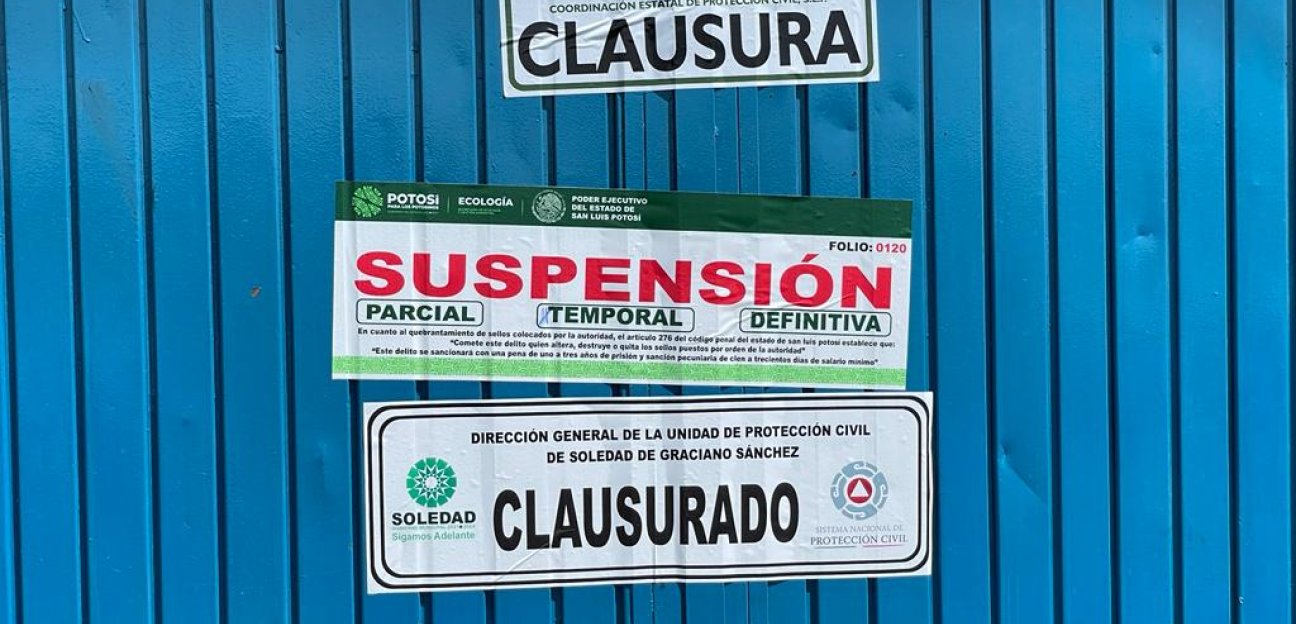 COORDINACIÓN ESTATAL DE PROTECCIÓN CIVIL, S.L.P.
CLAUSURA
POTOSÍ
PARA LOS POTOSINOS
ECOLOGÍA
PODER EJECUTIVO
DEL ESTADO DE
SAN LUIS POTOSÍ
FOLIO: 0120
SUSPENSIÓN
PARCIAL TEMPORAL DEFINITIVA
En cuanto al quebrantamiento de sellos colocados por la autoridad, el artículo 276 del código penal del estado de san luis potosí establece que:
"Comete este delito quien altera, destruye o quita los sellos puestos por orden de la autoridad"
"Este delito se sancionará con una pena de uno a tres años de prisión y sanción pecuniaria de cien a trecientos días de salario mínimo"
DIRECCIÓN GENERAL DE LA UNIDAD DE PROTECCIÓN CIVIL
DE SOLEDAD DE GRACIANO SÁNCHEZ
CLAUSURADO
SOLEDAD
Sigamos Adelante
SISTEMA NACIONAL DE
PROTECCIÓN CIVIL